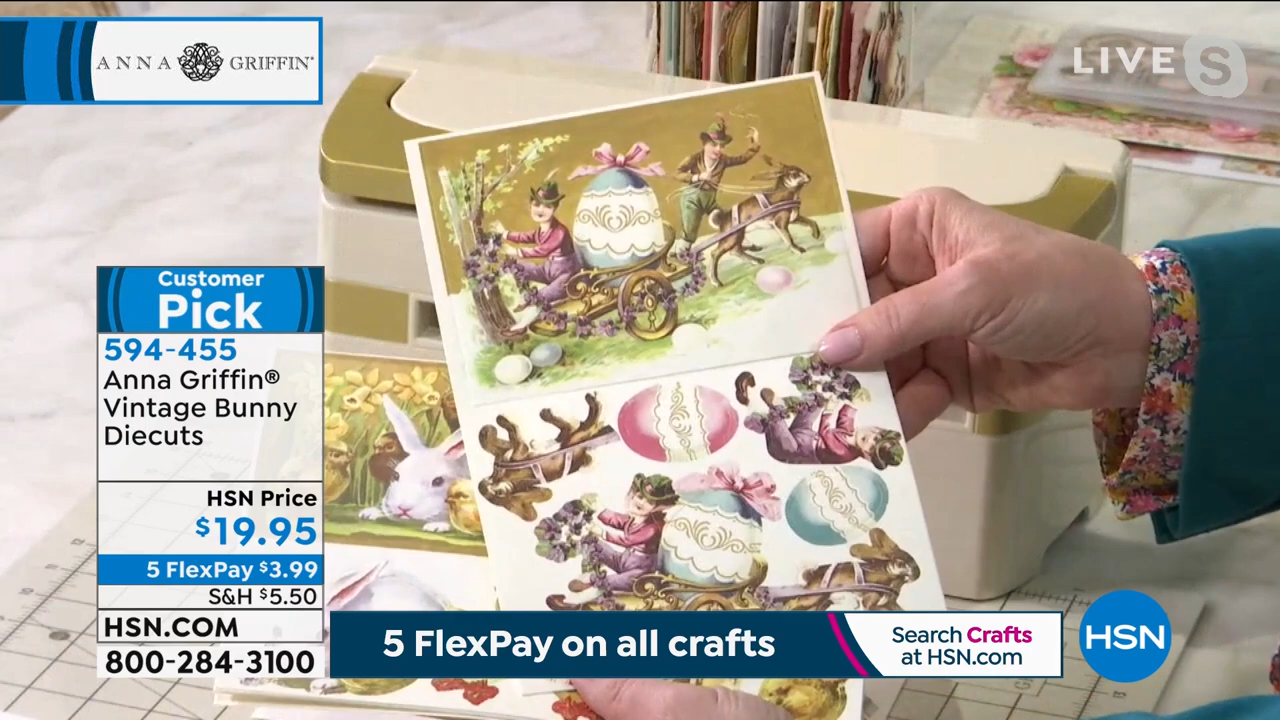 ANNA GRIFFIN®
LIVE S
Customer
Pick
594-455
Anna Griffin®
Vintage Bunny
Diecuts
HSN Price
$19.95
5 FlexPay $3.99
S&H $5.50
HSN.COM
800-284-3100
5 FlexPay on all crafts
Search Crafts
at HSN.com
HSN